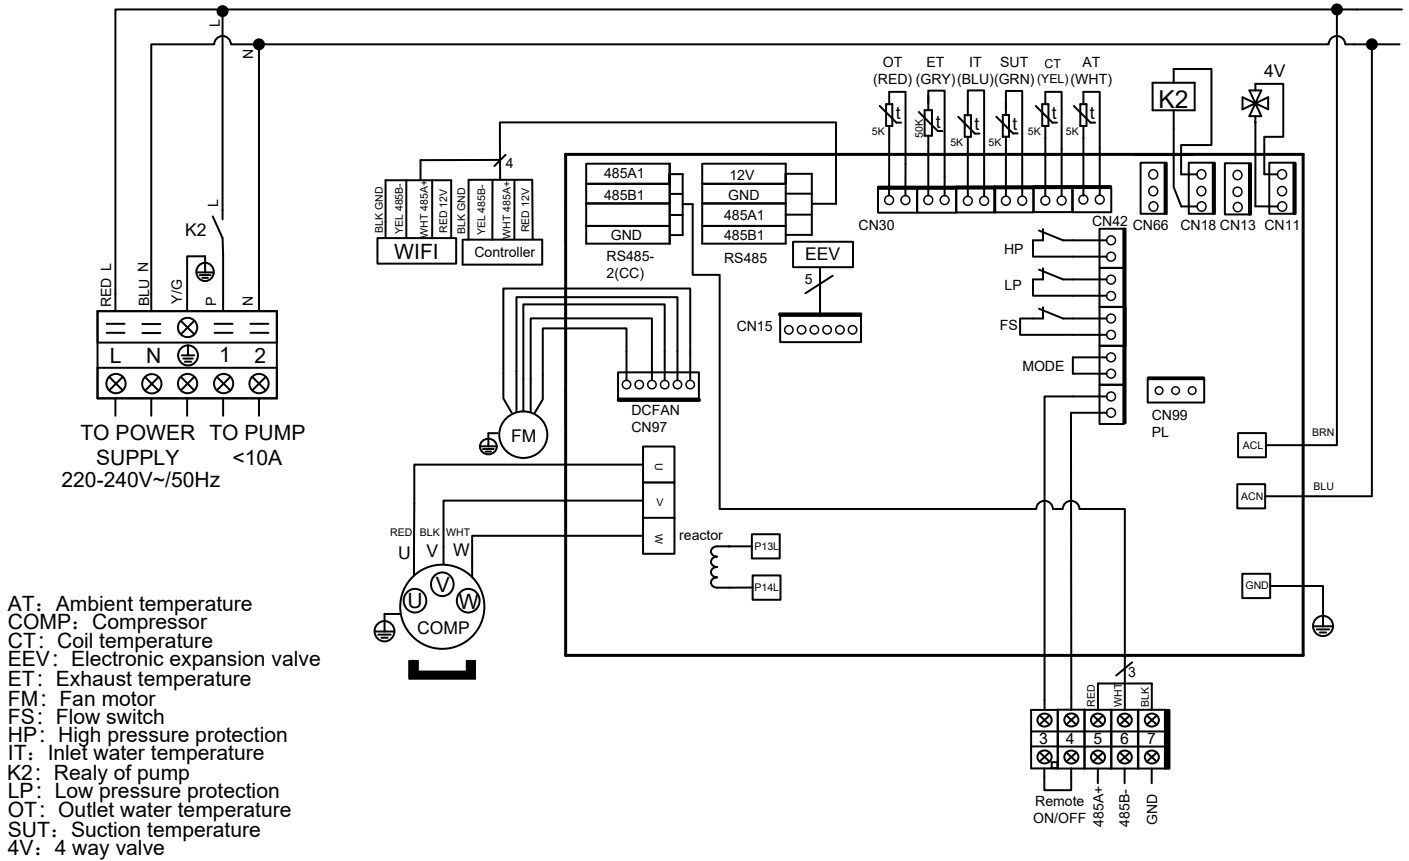 L
N
OT ET IT SUT CT AT
(RED) (GRY) (BLU) (GRN) (YEL) (WHT)
4V
K2
t t t t t t
5K 50K 5K 5K 5K 5K
4
BLK GND
YEL 485B-
WHT 485A+
RED 12V
WIFI
BLK GND
YEL 485B-
WHT 485A+
RED 12V
Controller
485A1
485B1
GND
RS485-
2(CC)
12V
GND
485A1
485B1
RS485
EEV
5
CN15
CN30
CN42
CN66
CN18
CN13
CN11
HP
LP
FS
MODE
CN99
PL
L
K2
RED L
BLU N
Y/G
P
N
L N 1 2
TO POWER
SUPPLY
220-240V~/50Hz
TO PUMP
<10A
DCFAN
CN97
FM
U
V
W
RED BLK WHT
U V W
U V W
COMP
reactor
P13L
P14L
ACL
BRN
ACN
BLU
GND
3
RED
WHT
BLK
3 4 5 6 7
Remote
ON/OFF
485A+
485B-
GND
AT: Ambient temperature
COMP: Compressor
CT: Coil temperature
EEV: Electronic expansion valve
ET: Exhaust temperature
FM: Fan motor
FS: Flow switch
HP: High pressure protection
IT: Inlet water temperature
K2: Realy of pump
LP: Low pressure protection
OT: Outlet water temperature
SUT: Suction temperature
4V: 4 way valve